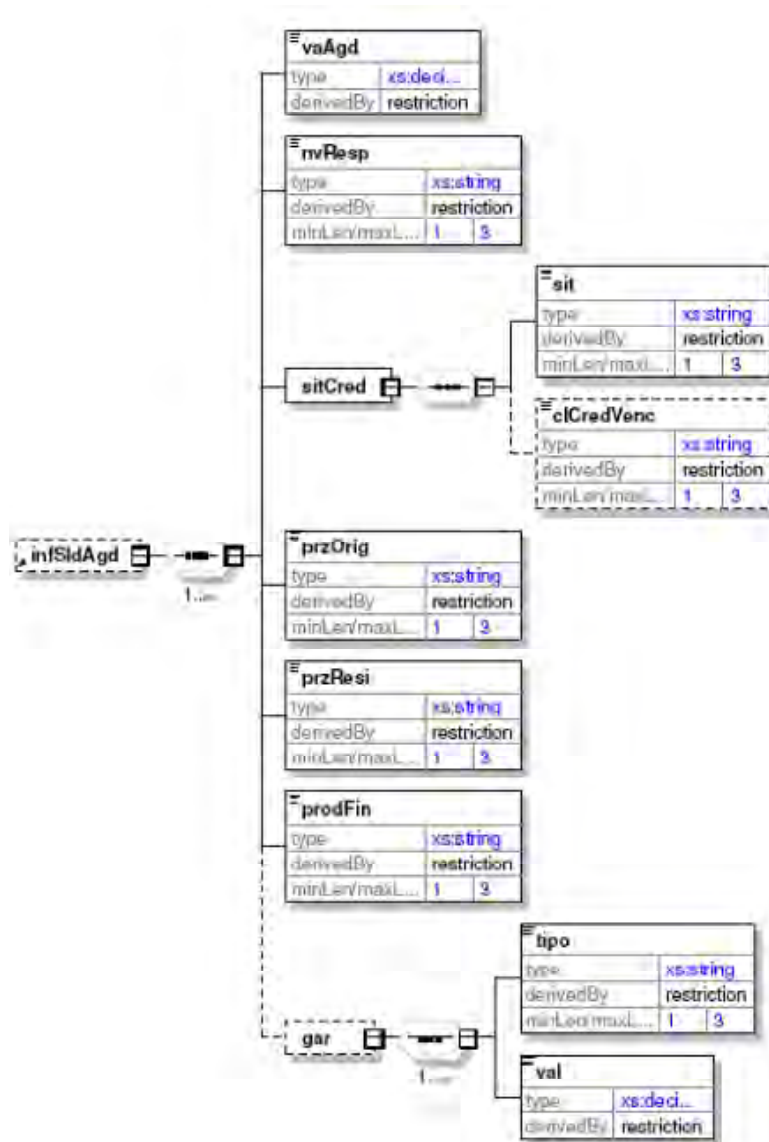 vaAgd
type xs:deci...
derivedBy restriction
nvResp
type xs:string
derivedBy restriction
minLen/maxL... 1 3
sit
type xs:string
derivedBy restriction
minLen/maxL... 1 3
sitCred
clCredVenc
type xs:string
derivedBy restriction
minLen/maxL... 1 3
infSldAgd
1...∞
przOrig
type xs:string
derivedBy restriction
minLen/maxL... 1 3
przResi
type xs:string
derivedBy restriction
minLen/maxL... 1 3
prodFin
type xs:string
derivedBy restriction
minLen/maxL... 1 3
tipo
type xs:string
derivedBy restriction
minLen/maxL... 1 3
gar
1...∞
val
type xs:deci...
derivedBy restriction